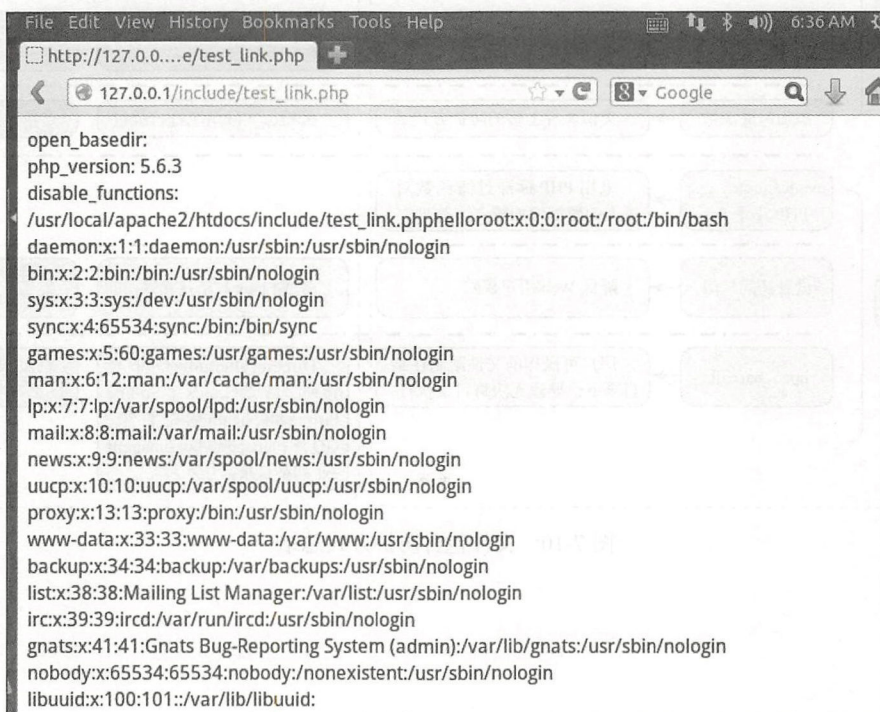 File Edit View History Bookmarks Tools Help 6:36 AM
http://127.0.0....e/test_link.php
127.0.0.1/include/test_link.php Google
open_basedir:
php_version: 5.6.3
disable_functions:
/usr/local/apache2/htdocs/include/test_link.phphelloroot:x:0:0:root:/root:/bin/bash
daemon:x:1:1:daemon:/usr/sbin:/usr/sbin/nologin
bin:x:2:2:bin:/bin:/usr/sbin/nologin
sys:x:3:3:sys:/dev:/usr/sbin/nologin
sync:x:4:65534:sync:/bin:/bin/sync
games:x:5:60:games:/usr/games:/usr/sbin/nologin
man:x:6:12:man:/var/cache/man:/usr/sbin/nologin
lp:x:7:7:lp:/var/spool/lpd:/usr/sbin/nologin
mail:x:8:8:mail:/var/mail:/usr/sbin/nologin
news:x:9:9:news:/var/spool/news:/usr/sbin/nologin
uucp:x:10:10:uucp:/var/spool/uucp:/usr/sbin/nologin
proxy:x:13:13:proxy:/bin:/usr/sbin/nologin
www-data:x:33:33:www-data:/var/www:/usr/sbin/nologin
backup:x:34:34:backup:/var/backups:/usr/sbin/nologin
list:x:38:38:Mailing List Manager:/var/list:/usr/sbin/nologin
irc:x:39:39:ircd:/var/run/ircd:/usr/sbin/nologin
gnats:x:41:41:Gnats Bug-Reporting System (admin):/var/lib/gnats:/usr/sbin/nologin
nobody:x:65534:65534:nobody:/nonexistent:/usr/sbin/nologin
libuuid:x:100:101::/var/lib/libuuid: